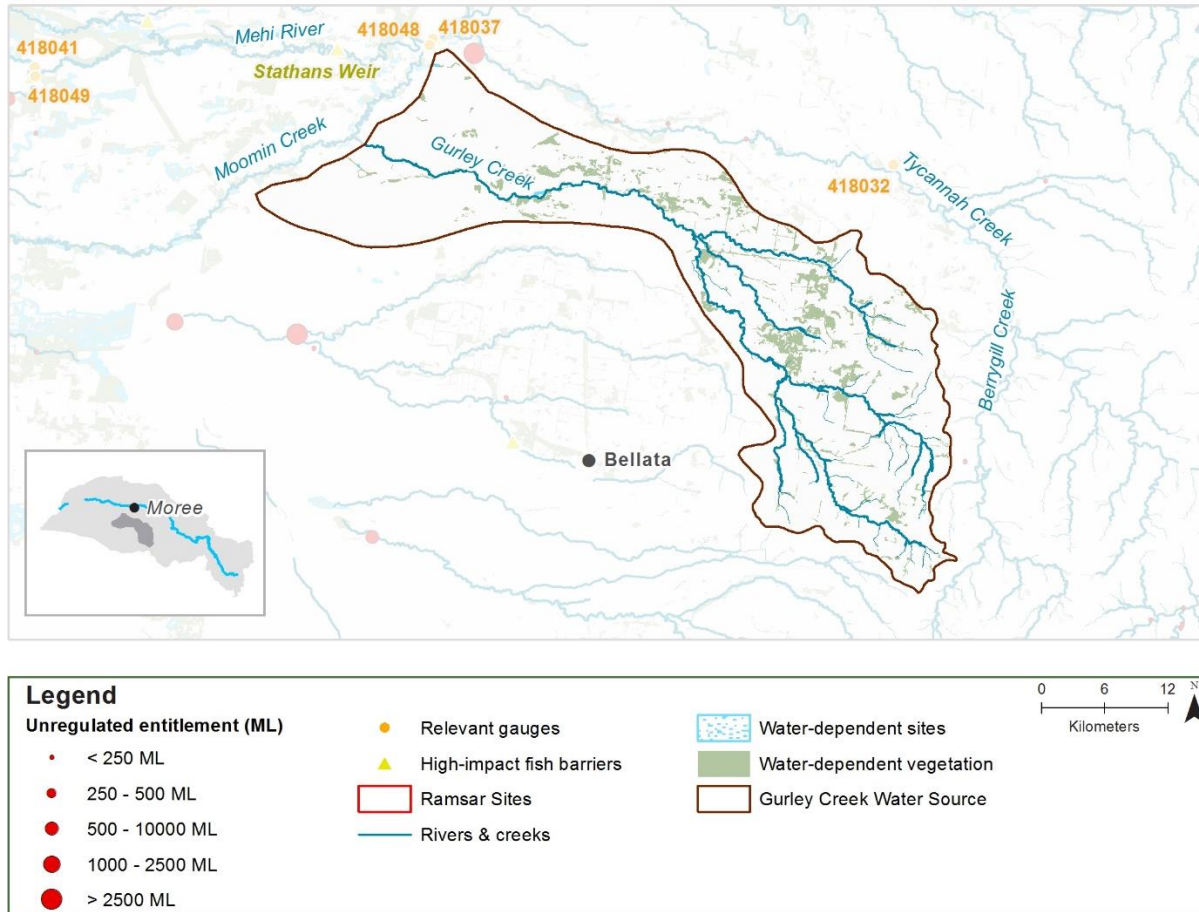 418041
Mehi River
418048
418037
Stathans Weir
418049
Moomin Creek
Gurley Creek
418032
Tycannah Creek
Berrygill Creek
Bellata
Moree
Legend
Unregulated entitlement (ML)
< 250 ML
250 - 500 ML
500 - 10000 ML
1000 - 2500 ML
> 2500 ML
Relevant gauges
High-impact fish barriers
Ramsar Sites
Rivers & creeks
Water-dependent sites
Water-dependent vegetation
Gurley Creek Water Source
0 6 12
Kilometers
N